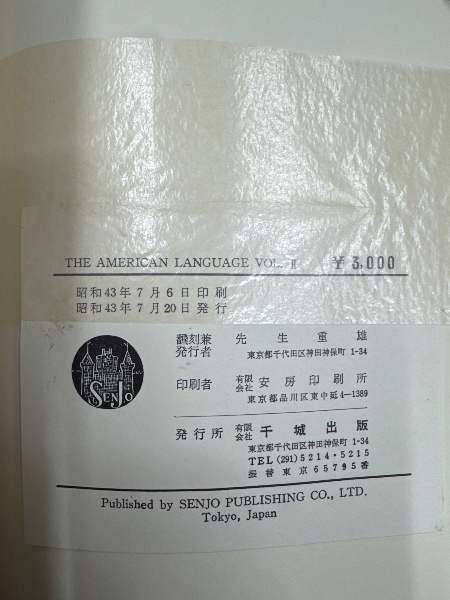 THE AMERICAN LANGUAGE VOL. II ¥3,000
昭和43年7月6日印刷
昭和43年7月20日発行
飜刻兼発行者 先生重雄
東京都千代田区神田神保町 1-34
印刷者 有限会社 安房印刷所
東京都品川区東中延4-1389
発行所 有限会社 千城出版
東京都千代田区神田神保町 1-34
TEL (291) 5214・5215
振替東京65795番
SENJO
Published by SENJO PUBLISHING CO., LTD.
Tokyo, Japan